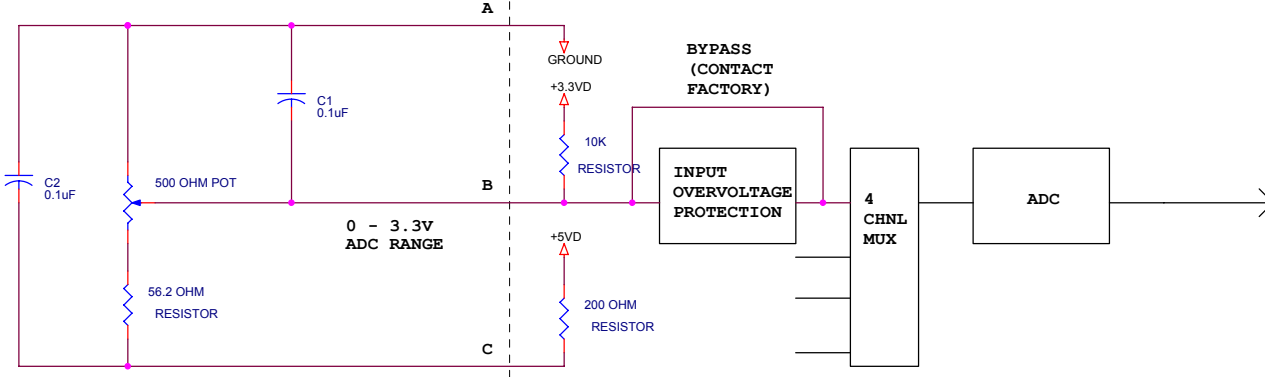 A
GROUND
+3.3VD
BYPASS
(CONTACT
FACTORY)
C1
0.1uF
10K
RESISTOR
C2
0.1uF
500 OHM POT
B
INPUT
OVERVOLTAGE
PROTECTION
4
CHNL
MUX
ADC
0 - 3.3V
ADC RANGE
+5VD
56.2 OHM
RESISTOR
200 OHM
RESISTOR
C